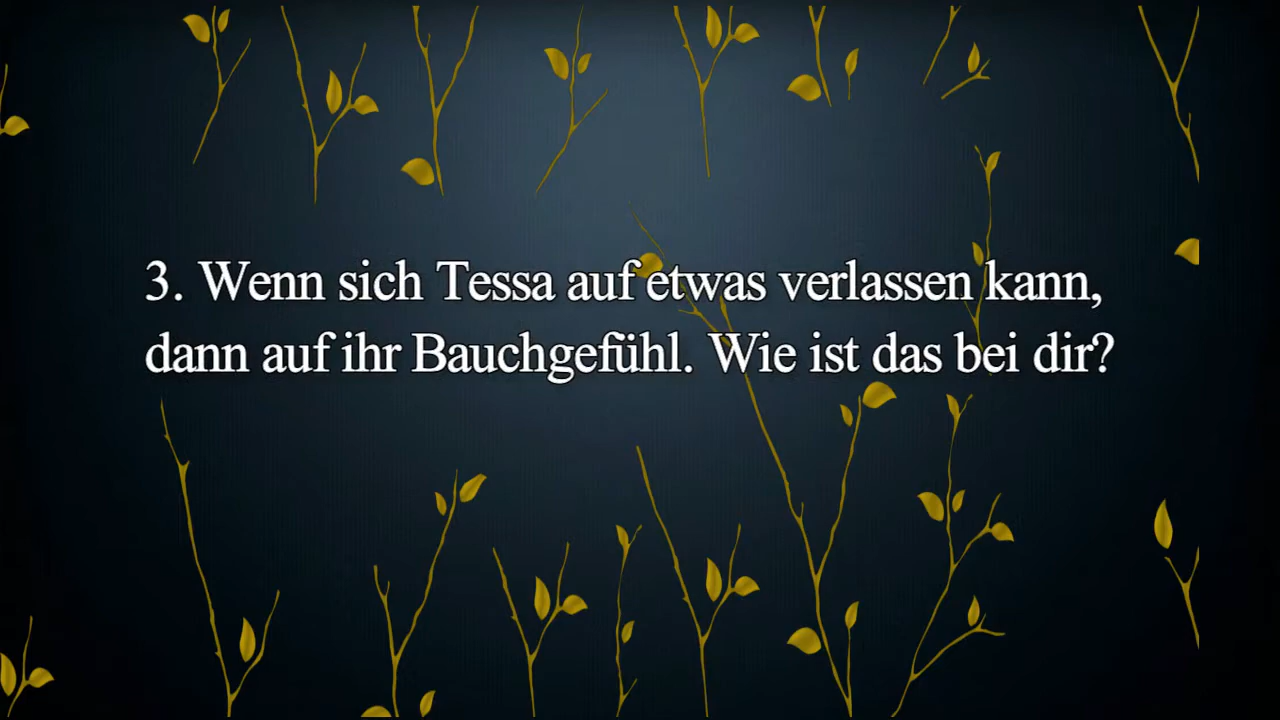 3. Wenn sich Tessa auf etwas verlassen kann,
dann auf ihr Bauchgefühl. Wie ist das bei dir?